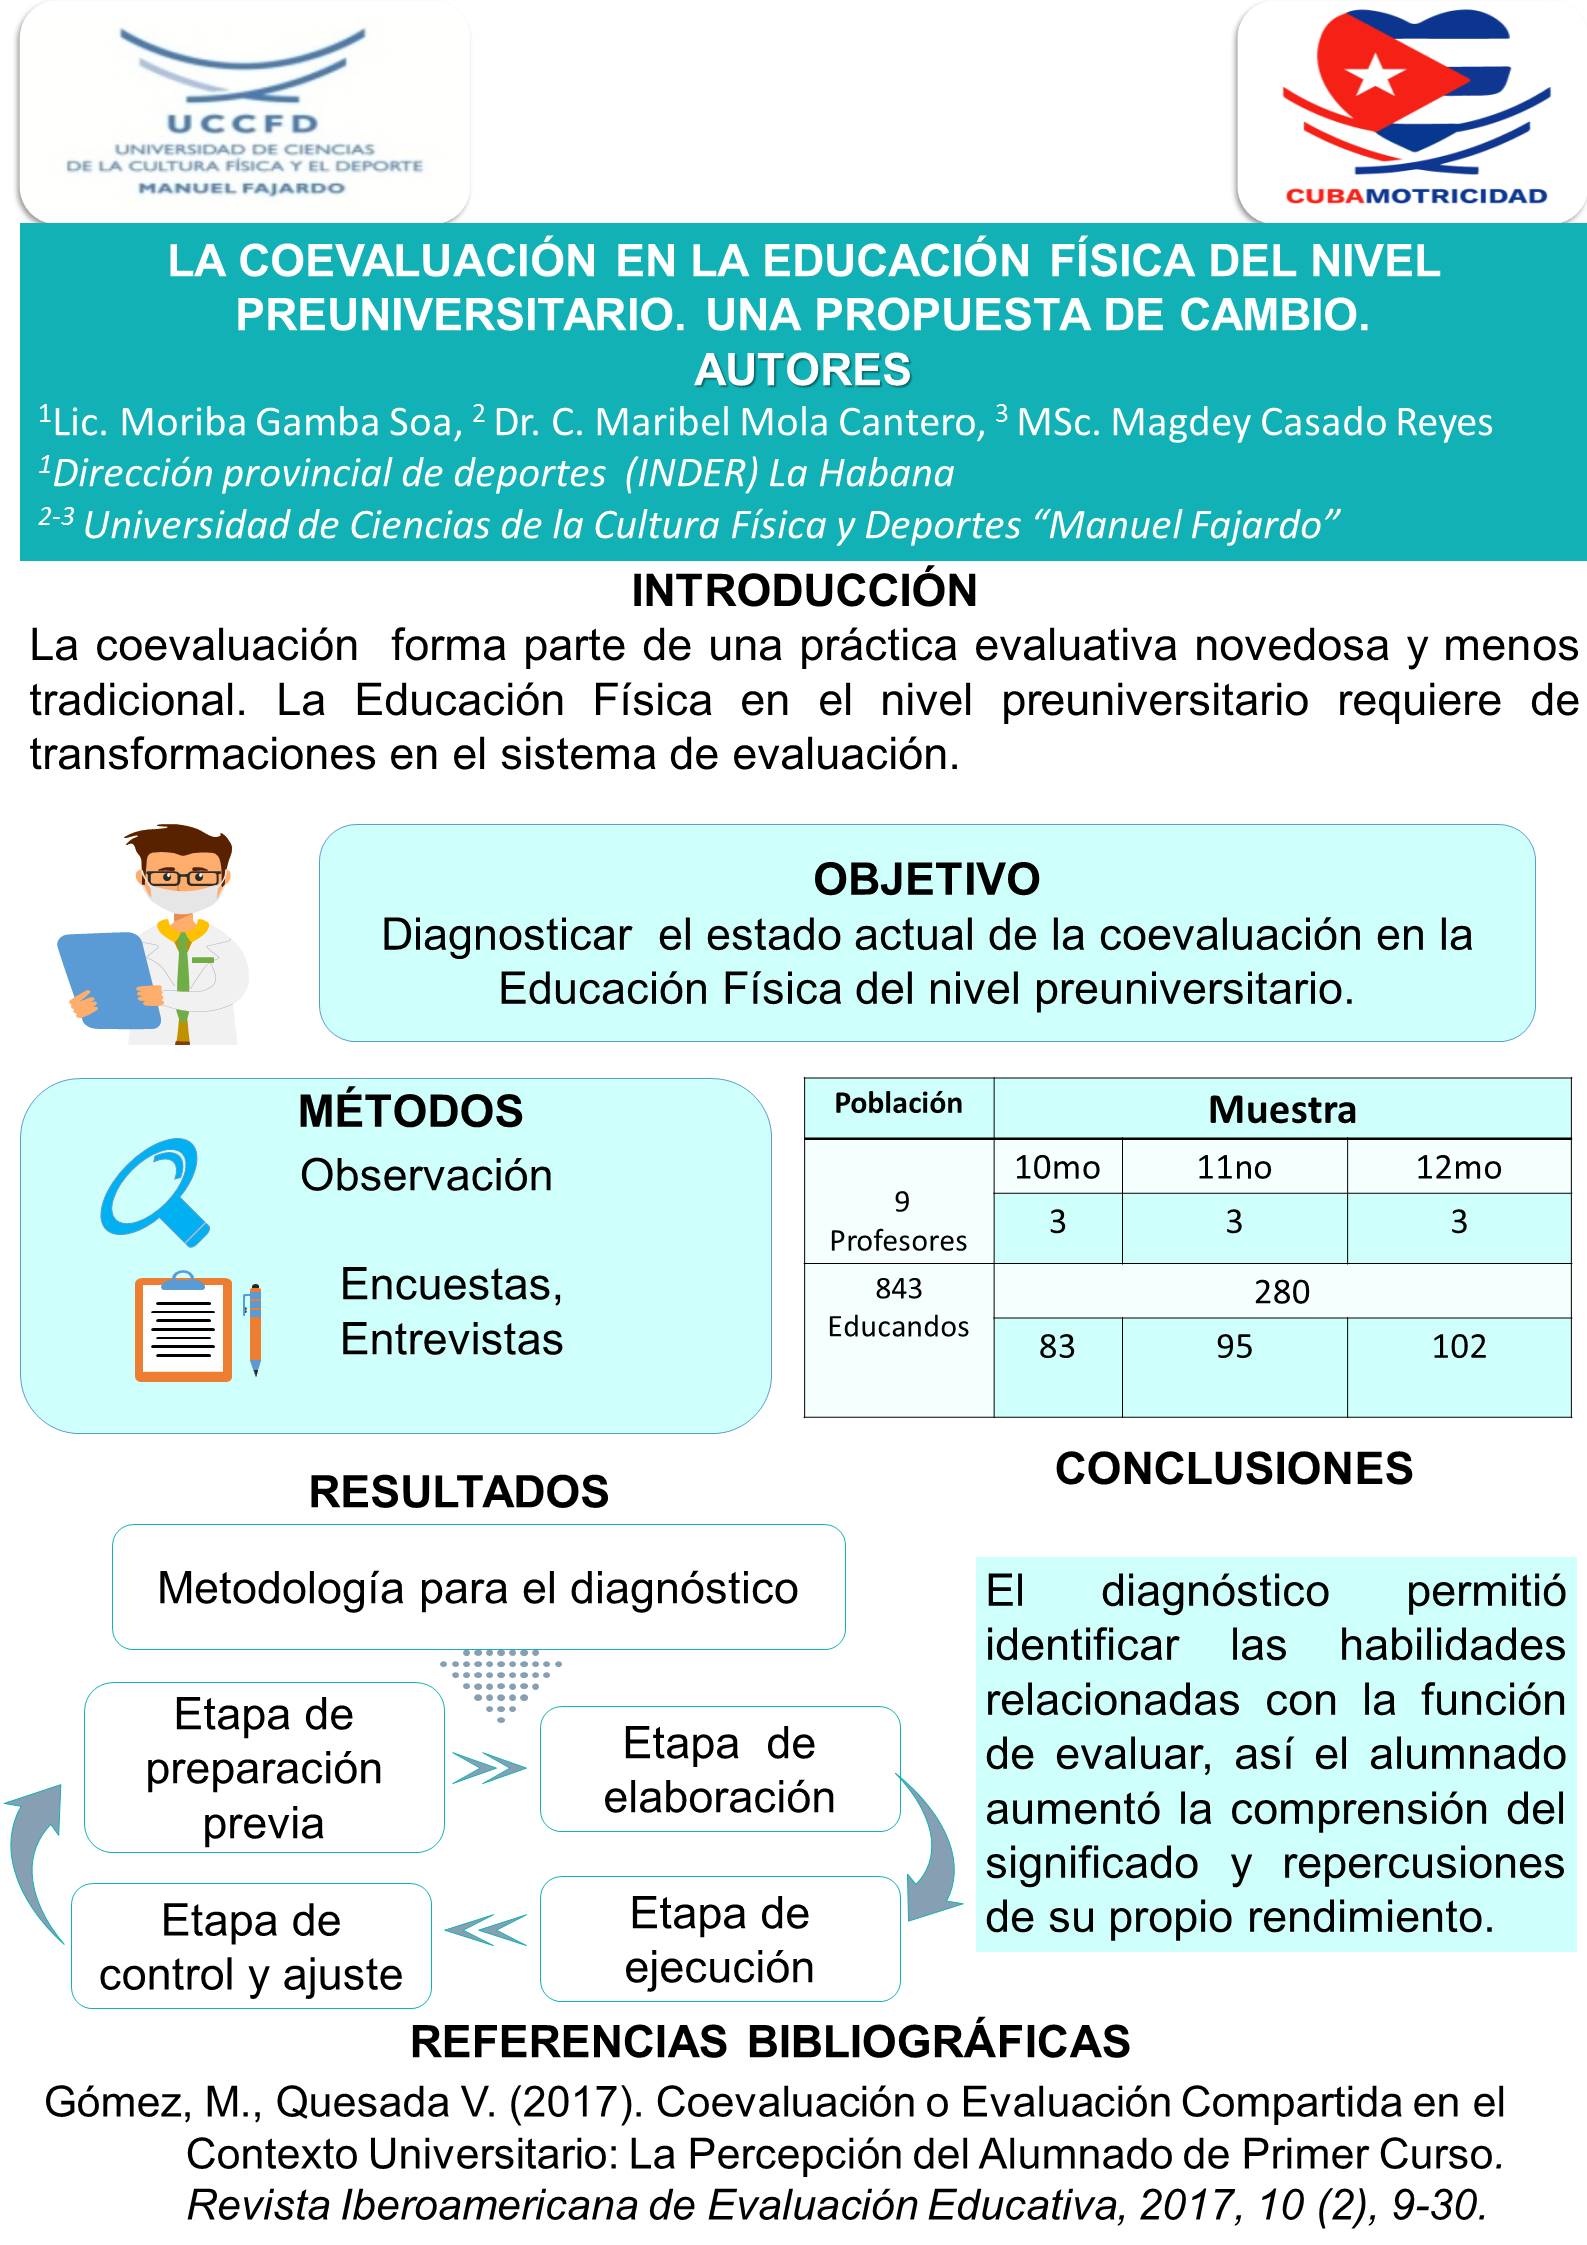 UCCFD
UNIVERSIDAD DE CIENCIAS
DE LA CULTURA FÍSICA Y EL DEPORTE
MANUEL FAJARDO
CUBAMOTRICIDAD
LA COEVALUACIÓN EN LA EDUCACIÓN FÍSICA DEL NIVEL
PREUNIVERSITARIO. UNA PROPUESTA DE CAMBIO.
AUTORES
¹Lic. Moriba Gamba Soa, ² Dr. C. Maribel Mola Cantero, ³ MSc. Magdey Casado Reyes
¹Dirección provincial de deportes (INDER) La Habana
²⁻³ Universidad de Ciencias de la Cultura Física y Deportes “Manuel Fajardo”
INTRODUCCIÓN
La coevaluación forma parte de una práctica evaluativa novedosa y menos
tradicional. La Educación Física en el nivel preuniversitario requiere de
transformaciones en el sistema de evaluación.
OBJETIVO
Diagnosticar el estado actual de la coevaluación en la
Educación Física del nivel preuniversitario.
MÉTODOS
Observación
Encuestas,
Entrevistas
Población Muestra
10mo 11no 12mo
9
Profesores
3 3 3
843
Educandos
280
83 95 102
RESULTADOS
Metodología para el diagnóstico
Etapa de
preparación
previa
Etapa de
elaboración
Etapa de
ejecución
Etapa de
control y ajuste
CONCLUSIONES
El diagnóstico permitió
identificar las habilidades
relacionadas con la función
de evaluar, así el alumnado
aumentó la comprensión del
significado y repercusiones
de su propio rendimiento.
REFERENCIAS BIBLIOGRÁFICAS
Gómez, M., Quesada V. (2017). Coevaluación o Evaluación Compartida en el
Contexto Universitario: La Percepción del Alumnado de Primer Curso.
Revista Iberoamericana de Evaluación Educativa, 2017, 10 (2), 9-30.